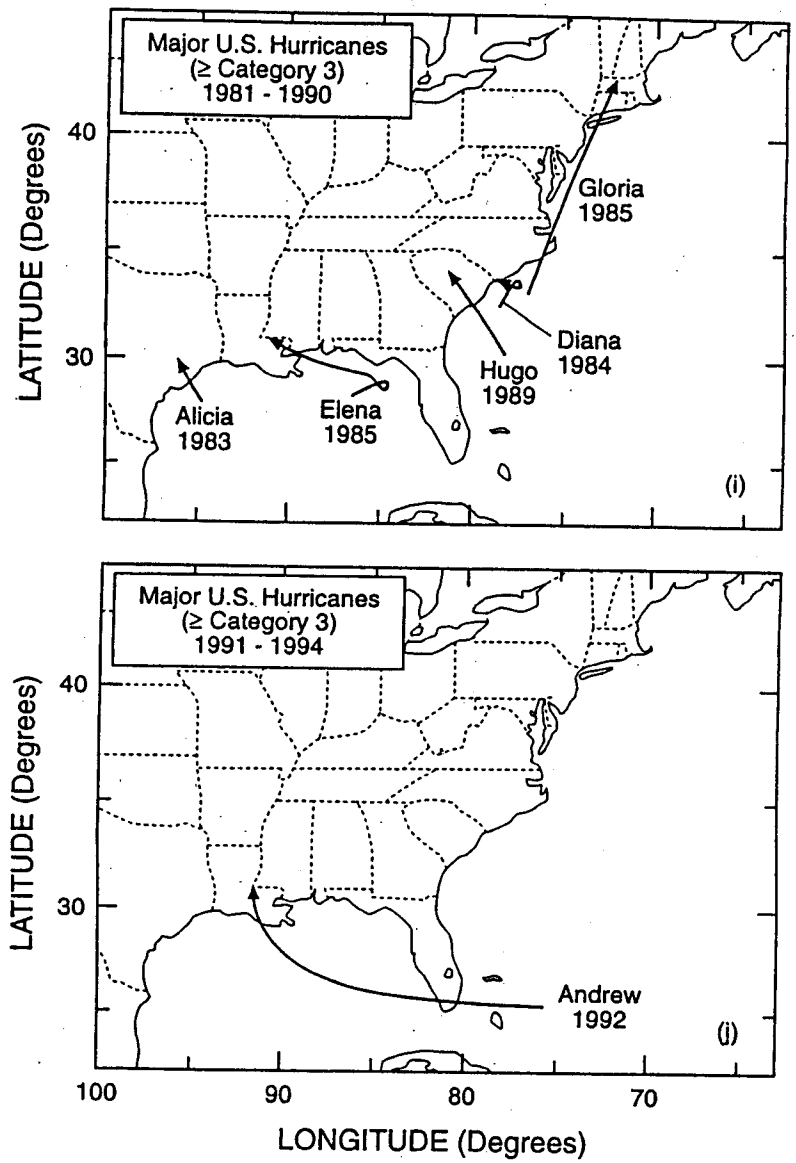 Major U.S. Hurricanes
(≥ Category 3)
1981 - 1990
LATITUDE (Degrees)
40
30
Gloria
1985
Diana
1984
Hugo
1989
Elena
1985
Alicia
1983
(i)
Major U.S. Hurricanes
(≥ Category 3)
1991 - 1994
LATITUDE (Degrees)
40
30
Andrew
1992
(j)
100
90
80
70
LONGITUDE (Degrees)